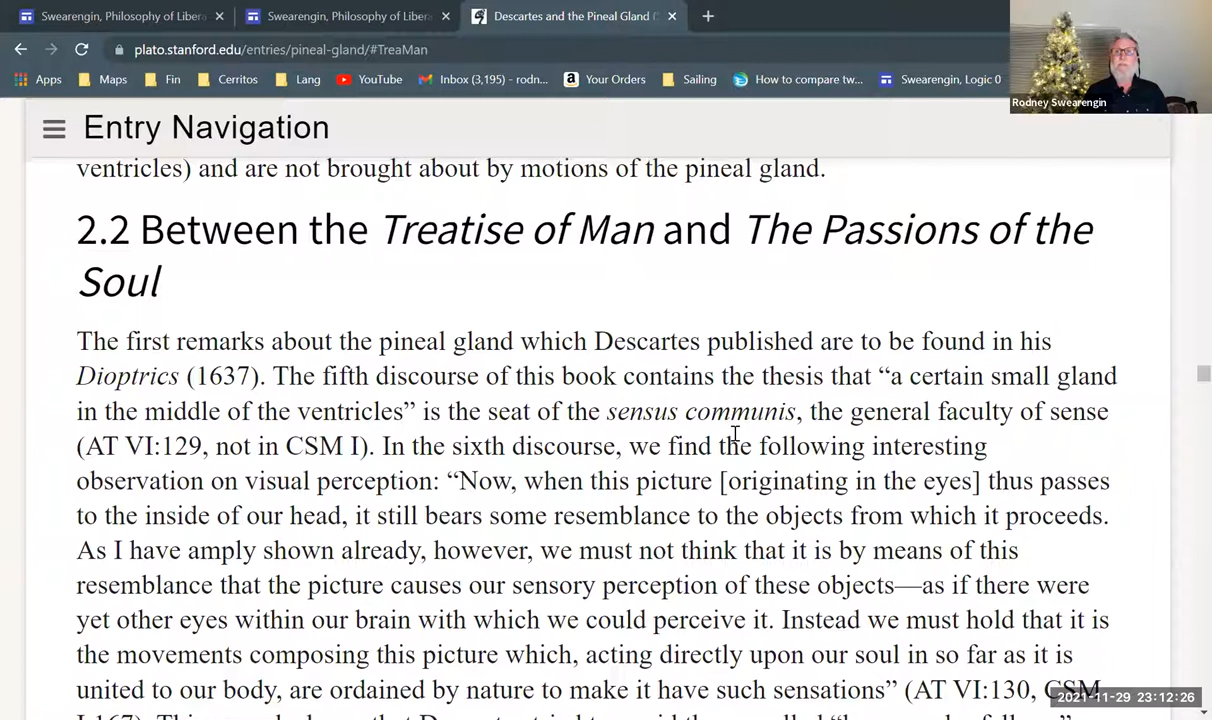 Swearengin, Philosophy of Libera
Swearengin, Philosophy of Libera
Descartes and the Pineal Gland (
plato.stanford.edu/entries/pineal-gland/#TreaMan
Apps
Maps
Fin
Cerritos
Lang
YouTube
Inbox (3,195) - rodn...
Your Orders
Sailing
How to compare tw...
Swearengin, Logic 0
Rodney Swearengin
Entry Navigation
ventricles) and are not brought about by motions of the pineal gland.
2.2 Between the Treatise of Man and The Passions of the
Soul
The first remarks about the pineal gland which Descartes published are to be found in his
Dioptrics (1637). The fifth discourse of this book contains the thesis that “a certain small gland
in the middle of the ventricles” is the seat of the sensus communis, the general faculty of sense
(AT VI:129, not in CSM I). In the sixth discourse, we find the following interesting
observation on visual perception: “Now, when this picture [originating in the eyes] thus passes
to the inside of our head, it still bears some resemblance to the objects from which it proceeds.
As I have amply shown already, however, we must not think that it is by means of this
resemblance that the picture causes our sensory perception of these objects—as if there were
yet other eyes within our brain with which we could perceive it. Instead we must hold that it is
the movements composing this picture which, acting directly upon our soul in so far as it is
united to our body, are ordained by nature to make it have such sensations” (AT VI:130, CSM
2021-11-29 23:12:26